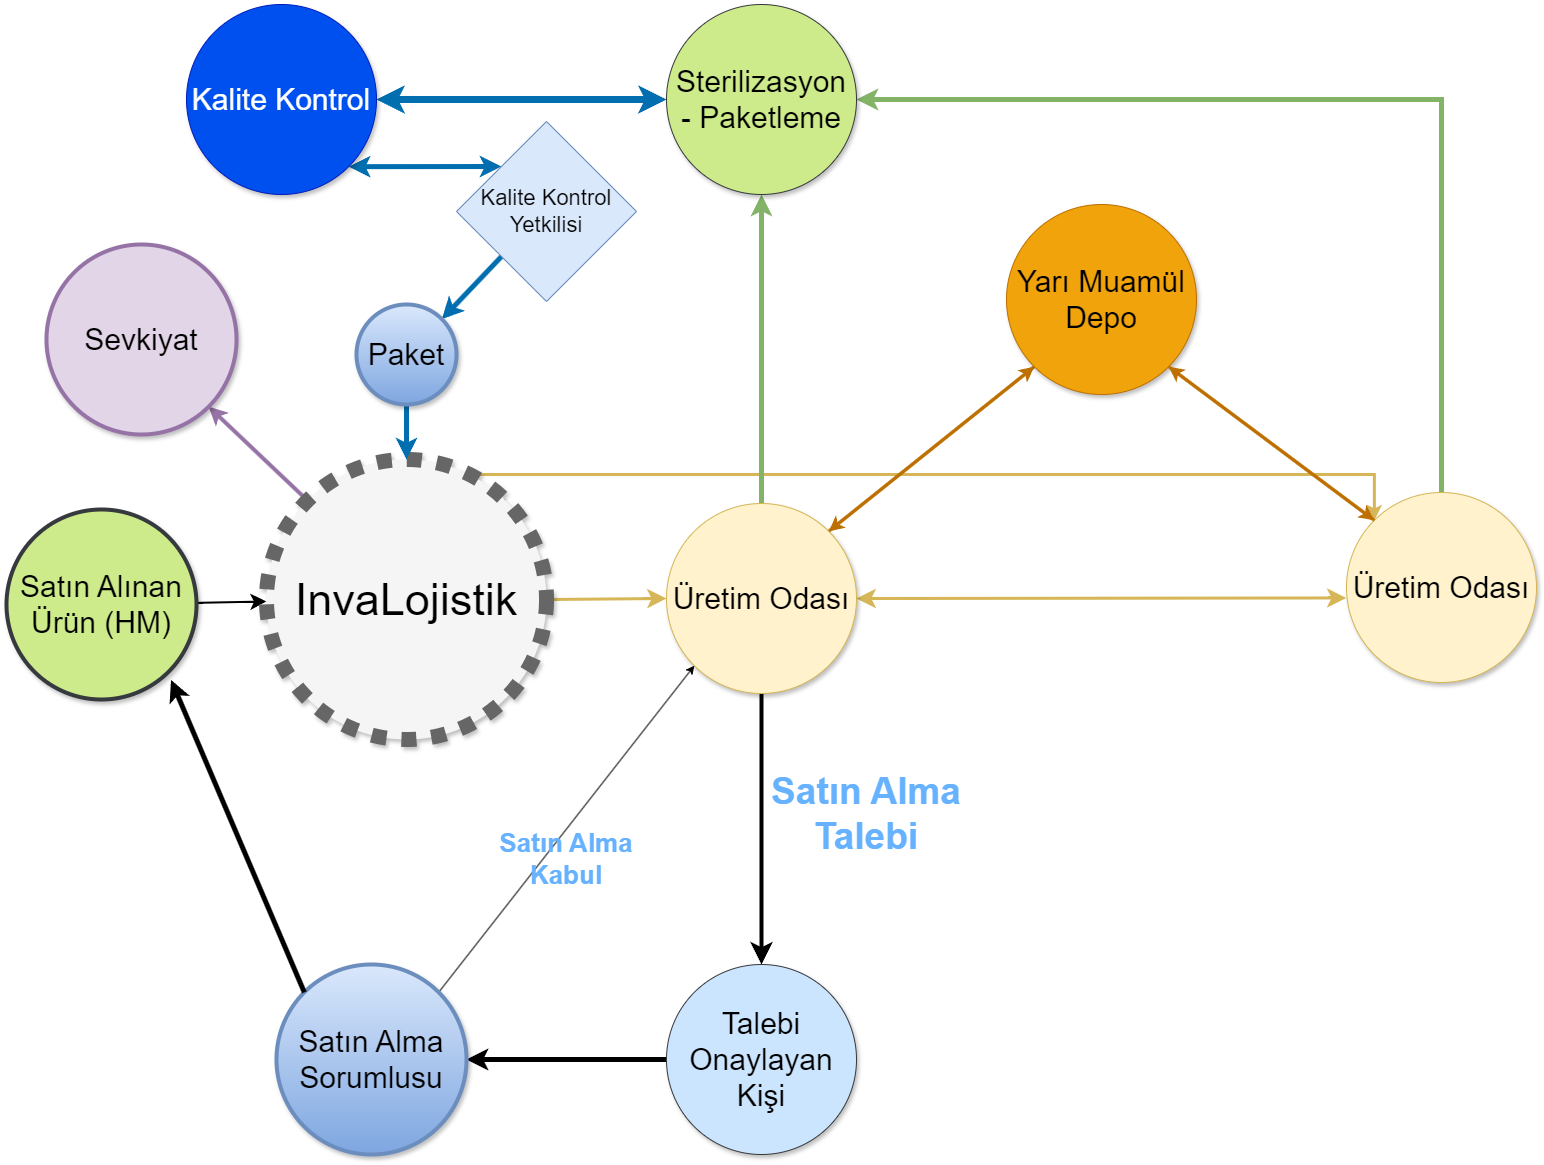 Kalite Kontrol
Sterilizasyon
- Paketleme
Kalite Kontrol
Yetkilisi
Yarı Muamül
Depo
Sevkiyat
Paket
Satın Alınan
Ürün (HM)
InvaLojistik
Üretim Odası
Üretim Odası
Satın Alma
Talebi
Satın Alma
Kabul
Satın Alma
Sorumlusu
Talebi
Onaylayan
Kişi